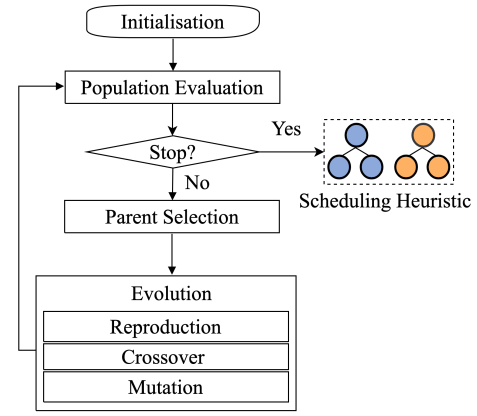 Initialisation
Population Evaluation
Stop?
Yes
No
Scheduling Heuristic
Parent Selection
Evolution
Reproduction
Crossover
Mutation